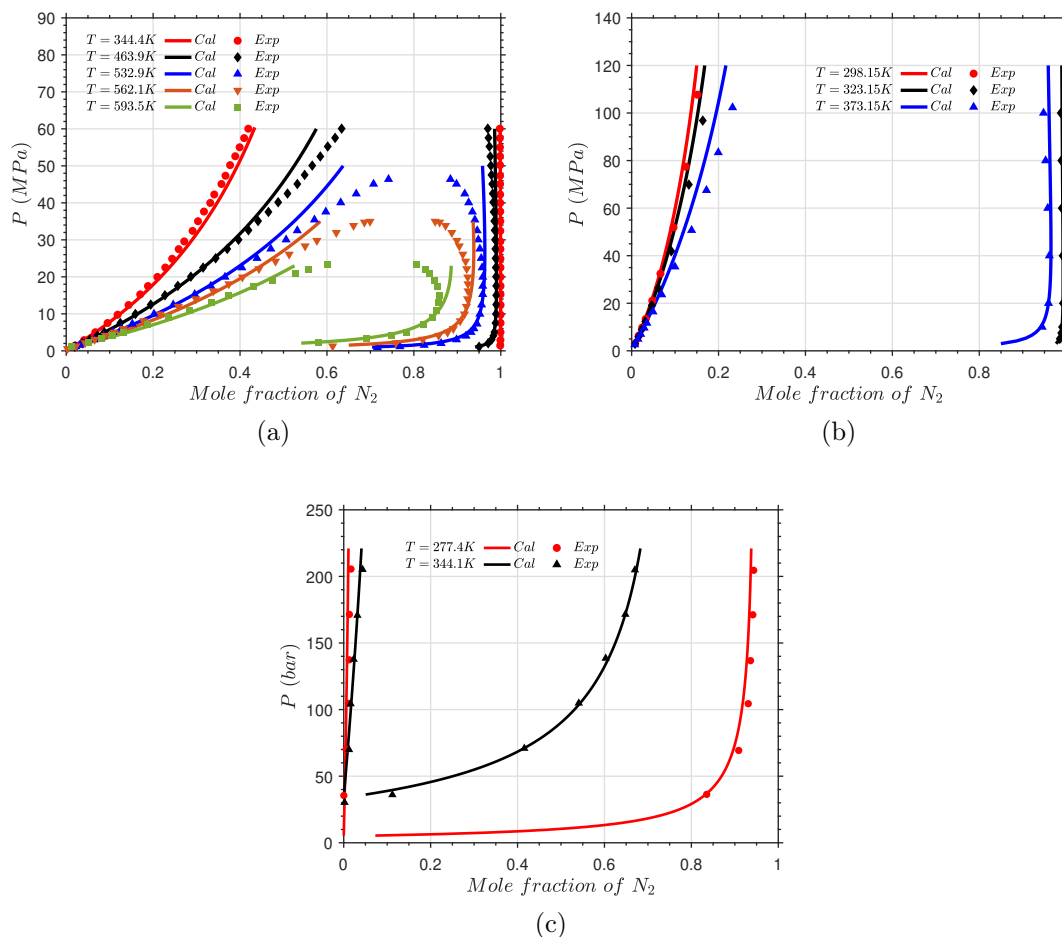 90
80
70
60
50
40
30
20
10
0
P (MPa)
T = 344.4K Cal Exp
T = 463.9K Cal Exp
T = 532.9K Cal Exp
T = 562.1K Cal Exp
T = 593.5K Cal Exp
0 0.2 0.4 0.6 0.8 1
Mole fraction of N₂
(a)
140
120
100
80
60
40
20
0
P (MPa)
T = 298.15K Cal Exp
T = 323.15K Cal Exp
T = 373.15K Cal Exp
0 0.2 0.4 0.6 0.8
Mole fraction of N₂
(b)
250
200
150
100
50
0
P (bar)
T = 277.4K Cal Exp
T = 344.1K Cal Exp
0 0.2 0.4 0.6 0.8 1
Mole fraction of N₂
(c)